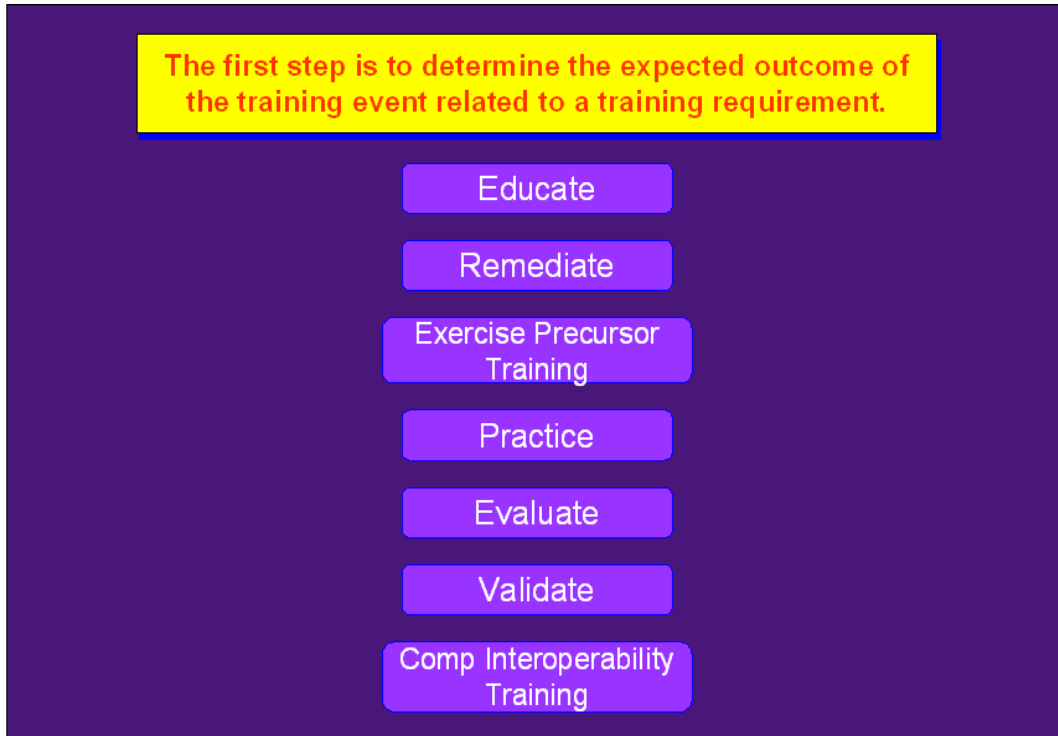 The first step is to determine the expected outcome of
the training event related to a training requirement.
Educate
Remediate
Exercise Precursor
Training
Practice
Evaluate
Validate
Comp Interoperability
Training